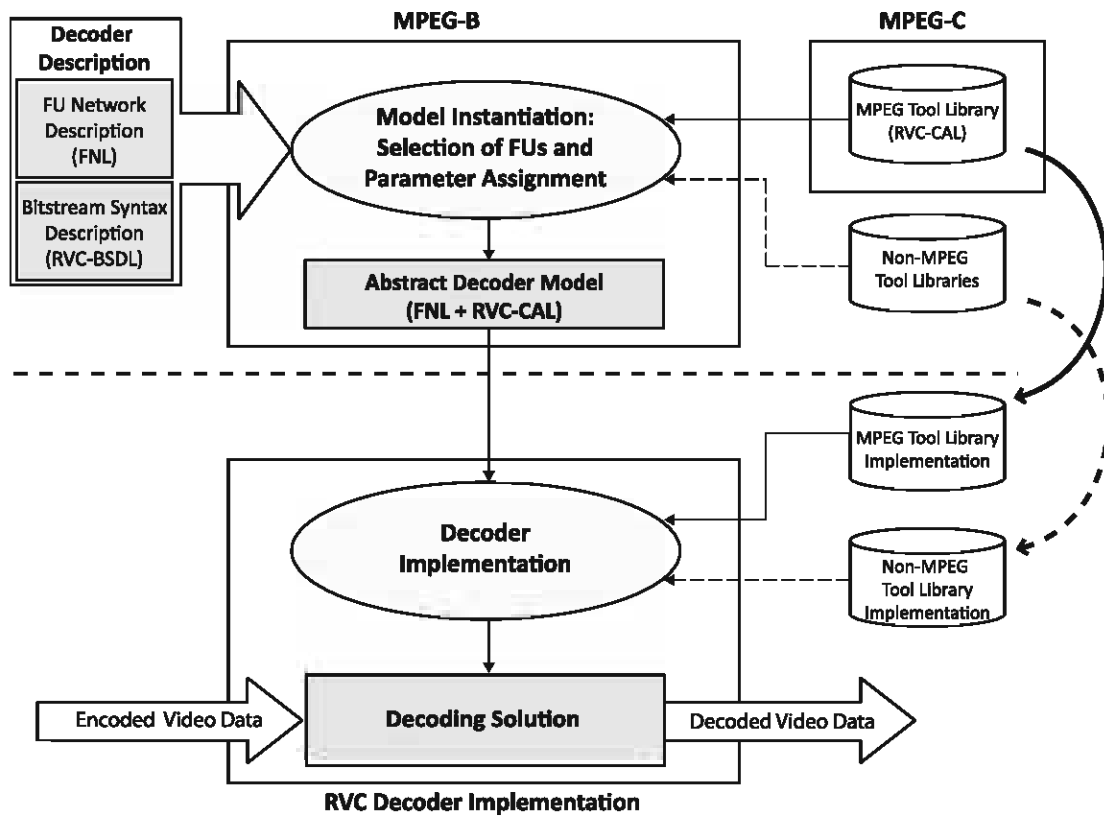 MPEG-B
MPEG-C
Decoder
Description
FU Network
Description
(FNL)
Bitstream Syntax
Description
(RVC-BSDL)
Model Instantiation:
Selection of FUs and
Parameter Assignment
MPEG Tool Library
(RVC-CAL)
Non-MPEG
Tool Libraries
Abstract Decoder Model
(FNL + RVC-CAL)
MPEG Tool Library
Implementation
Decoder
Implementation
Non-MPEG
Tool Library
Implementation
Encoded Video Data
Decoding Solution
Decoded Video Data
RVC Decoder Implementation